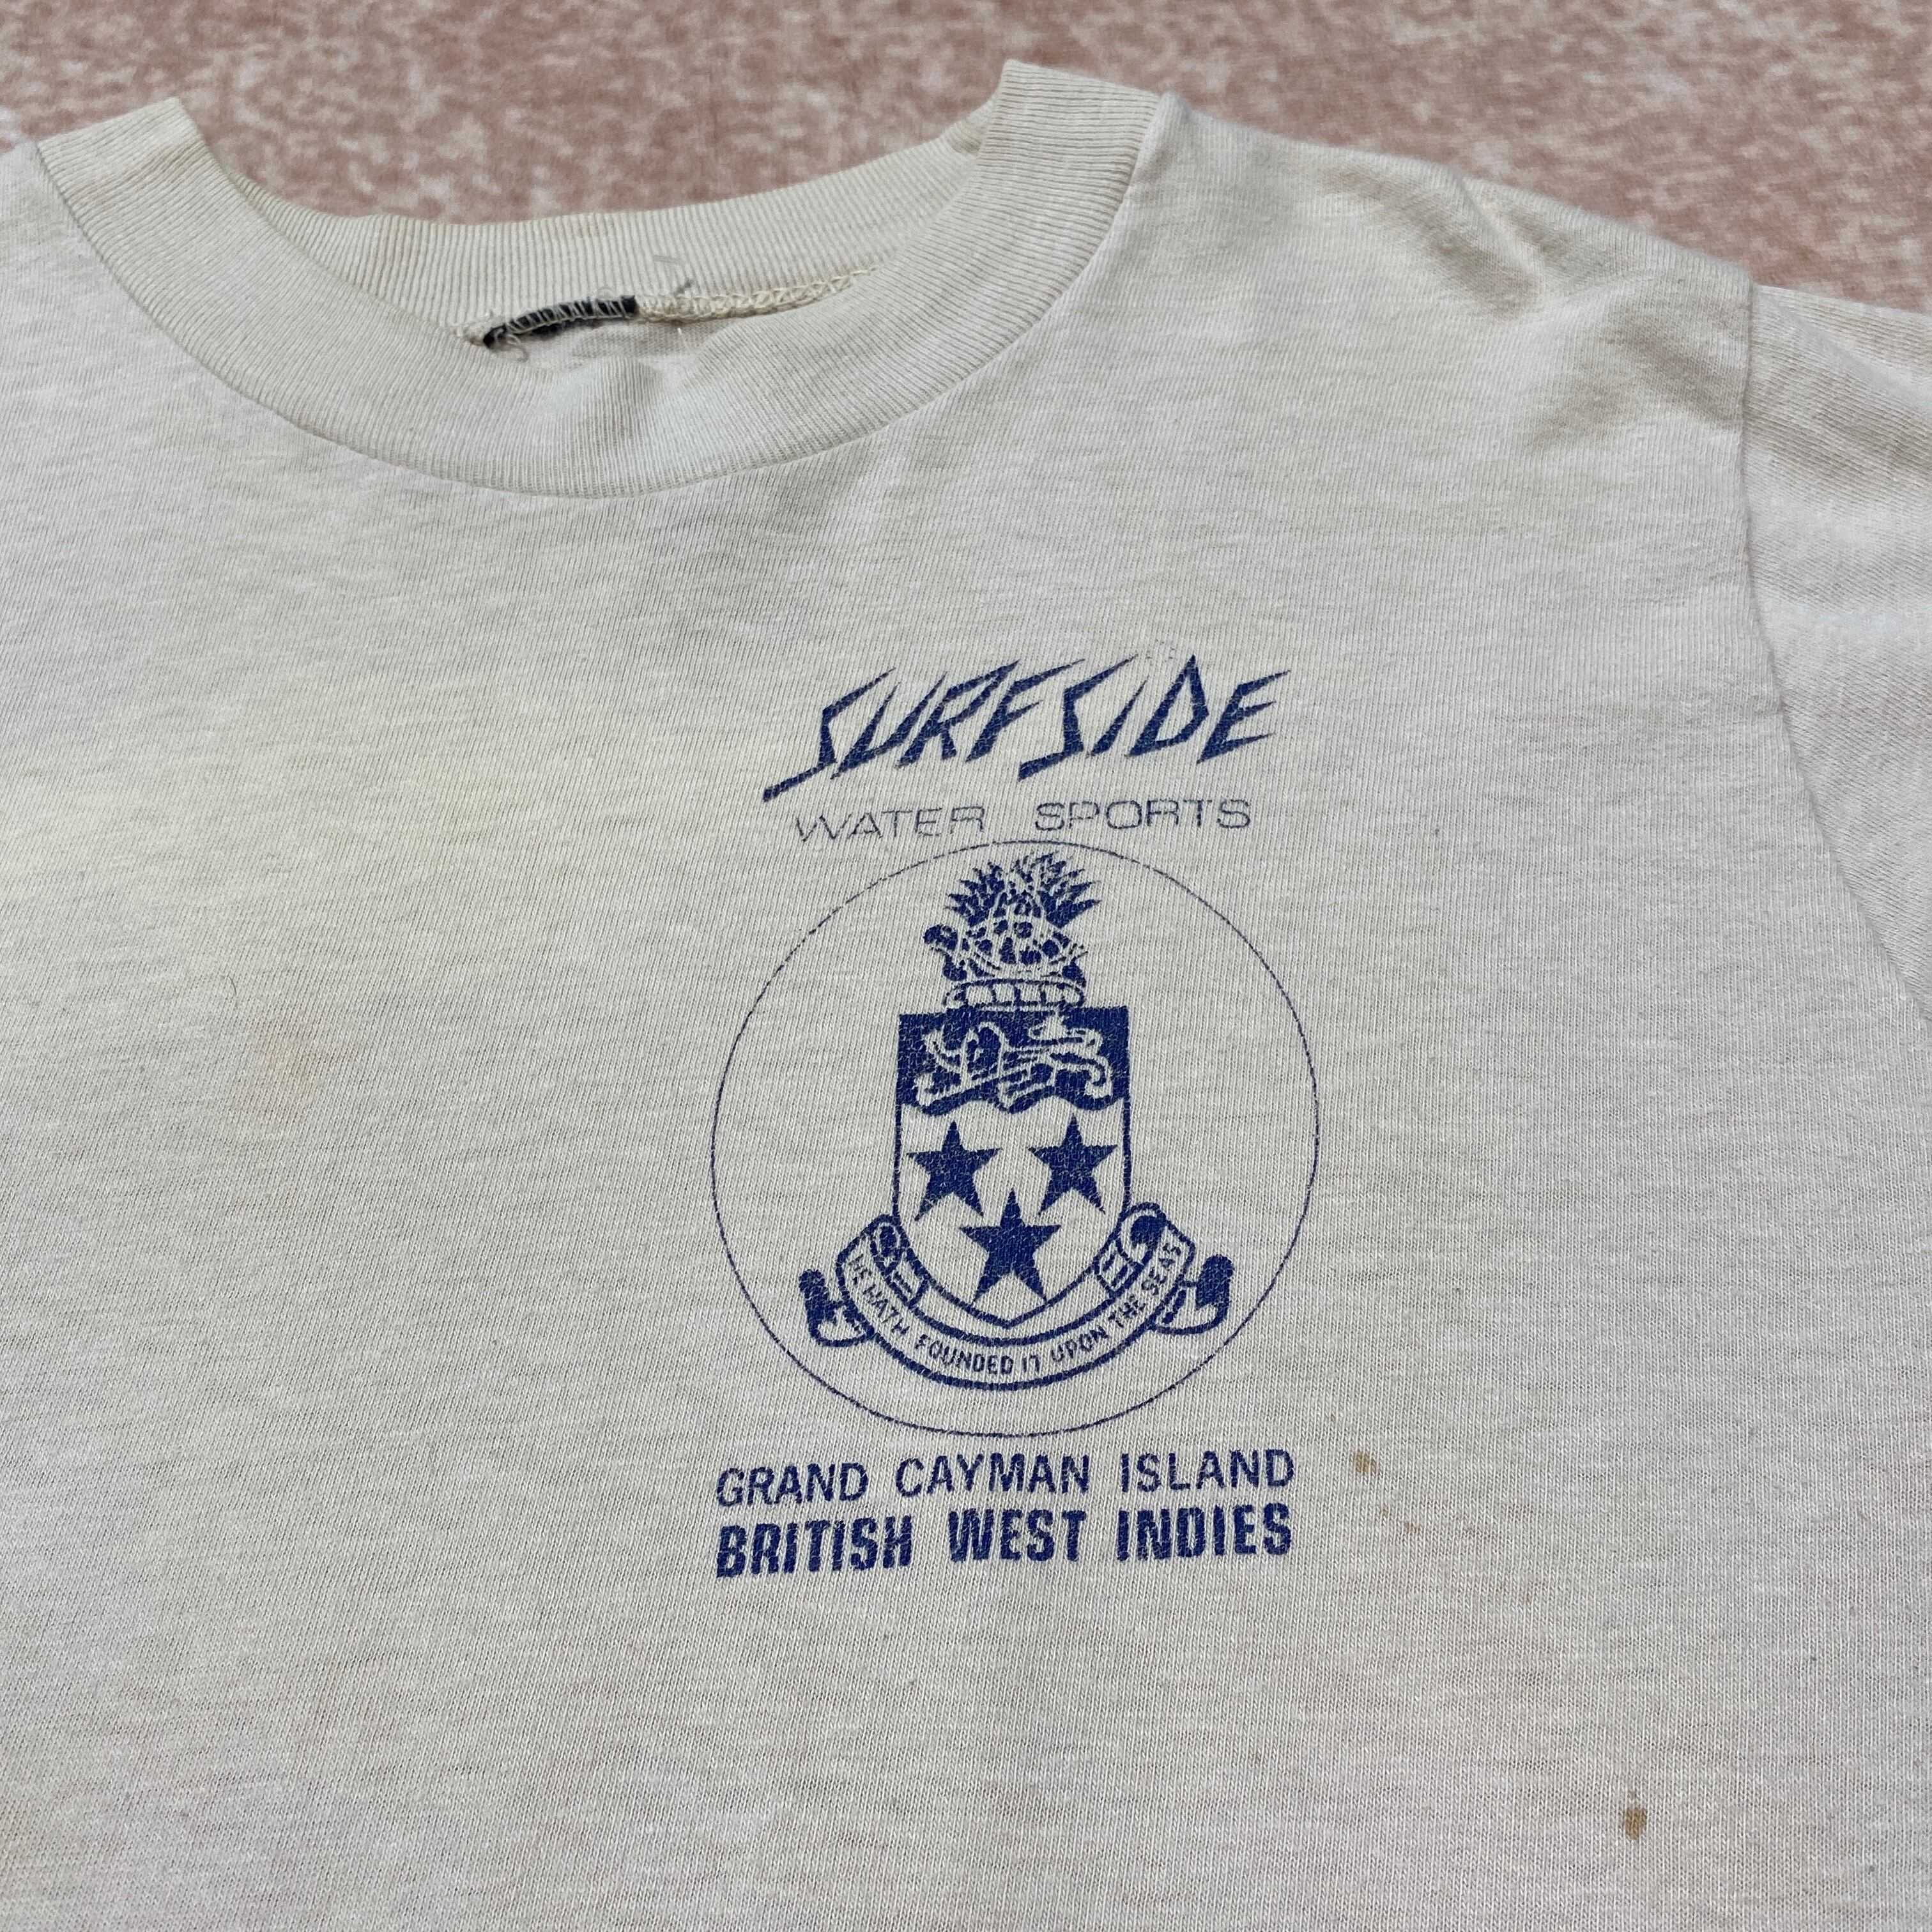 SURFSIDE
WATER SPORTS
HE HATH FOUNDED IT UPON THE SEAS
GRAND CAYMAN ISLAND
BRITISH WEST INDIES